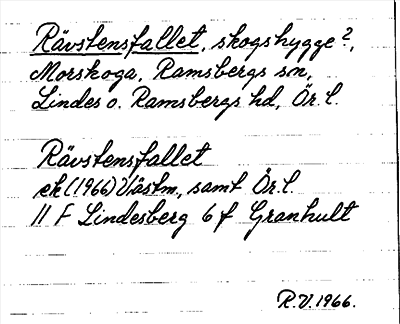 Rävstensfallet, skogshygge?,
Morskoga, Ramsbergs sn,
Lindes o. Ramsbergs hd, Ör. l.
Rävstensfallet
ek (1966) Västm, samt Ör. l.
11 F Lindesberg 6 f Granhult
R.V. 1966.